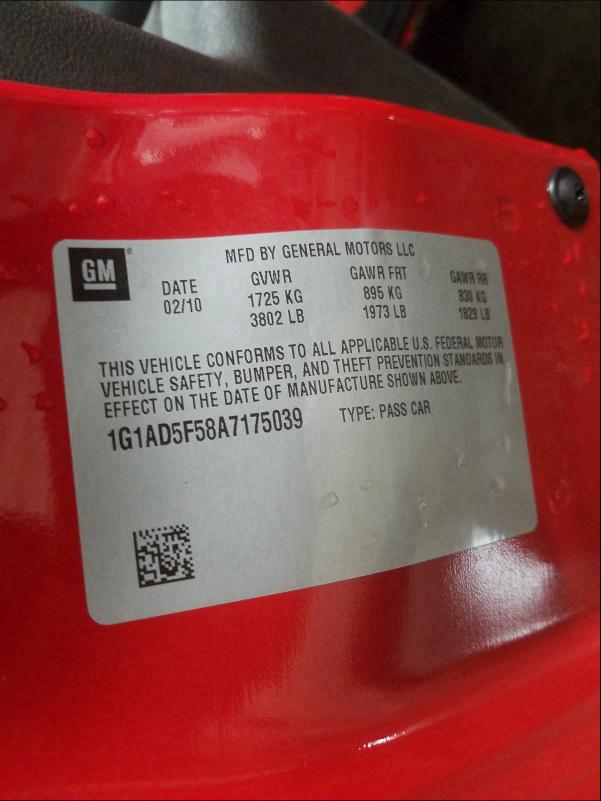 GM
MFD BY GENERAL MOTORS LLC
DATE GVWR GAWR FRT GAWR RR
02/10 1725 KG 895 KG 830 KG
3802 LB 1973 LB 1829 LB
THIS VEHICLE CONFORMS TO ALL APPLICABLE U.S. FEDERAL MOTOR
VEHICLE SAFETY, BUMPER, AND THEFT PREVENTION STANDARDS IN
EFFECT ON THE DATE OF MANUFACTURE SHOWN ABOVE.
1G1AD5F58A7175039 TYPE: PASS CAR